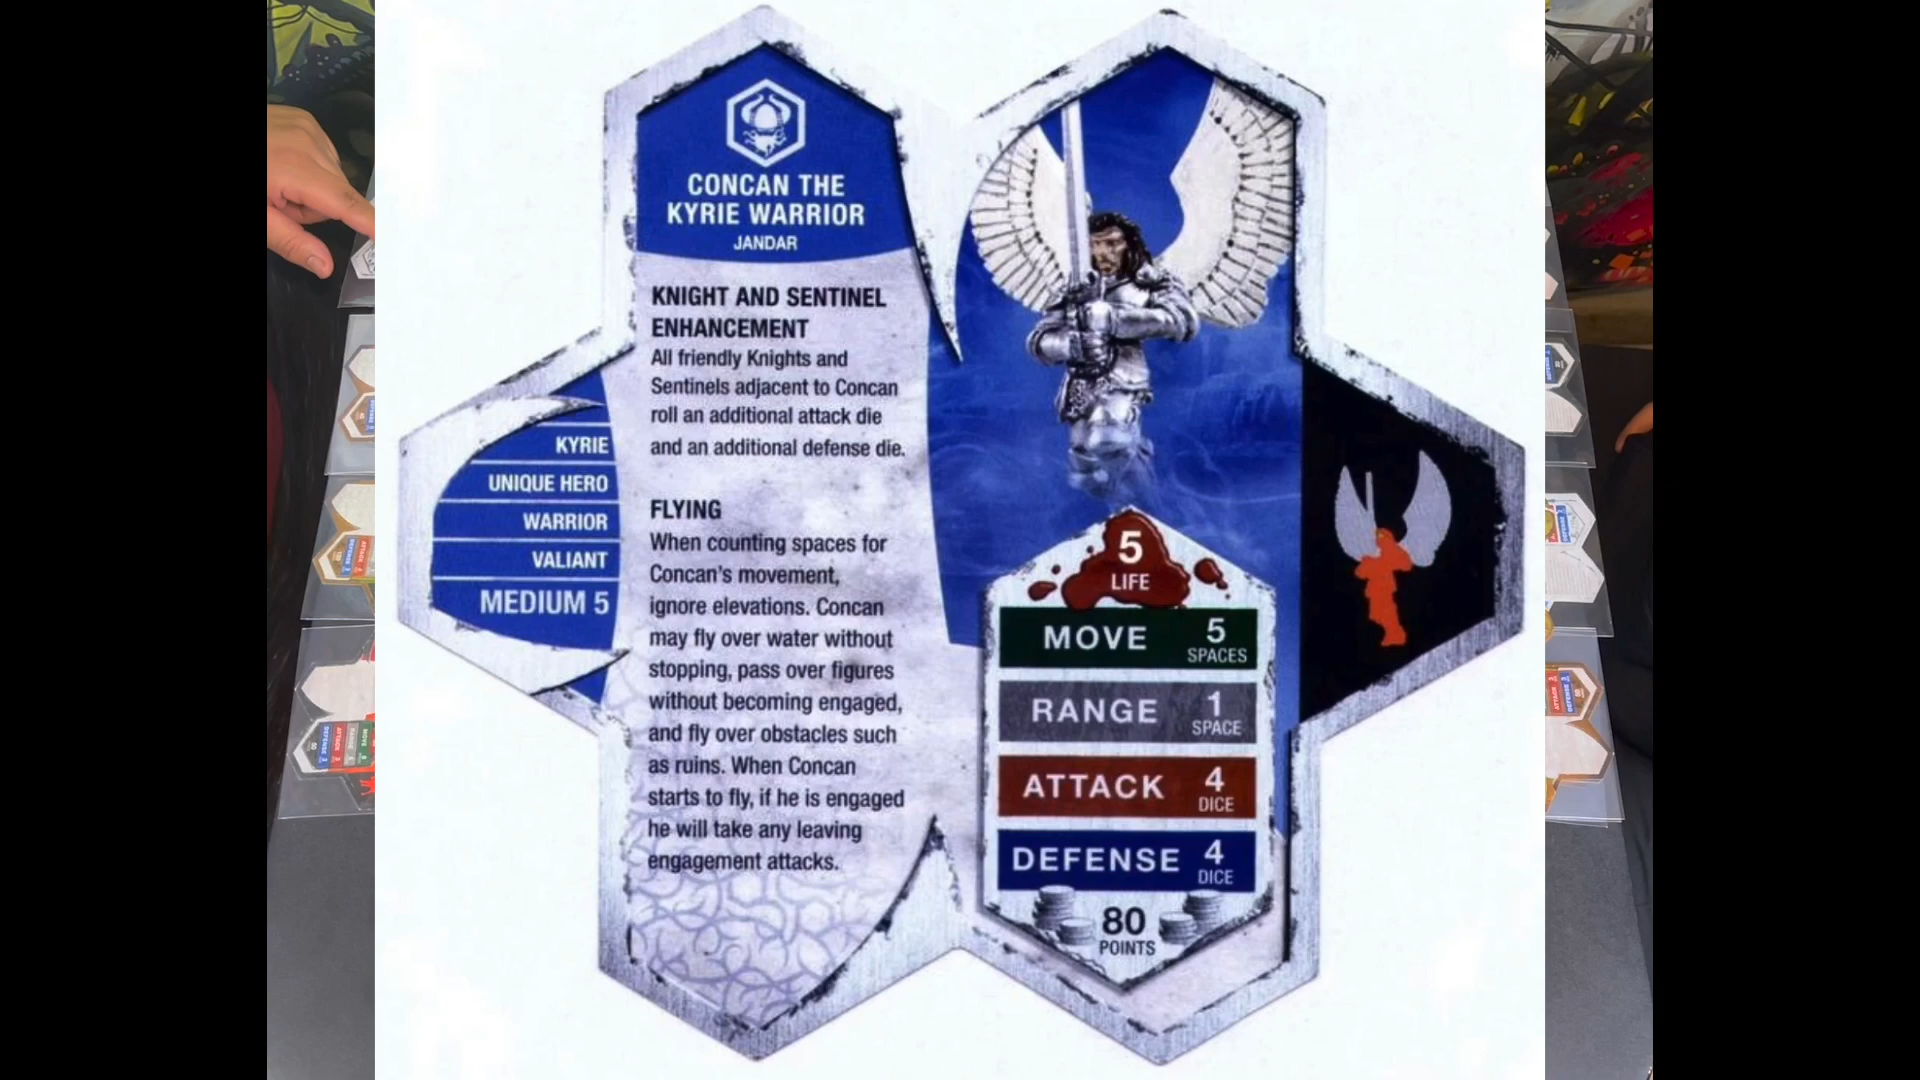 CONCAN THE
KYRIE WARRIOR
JANDAR
KNIGHT AND SENTINEL
ENHANCEMENT
All friendly Knights and
Sentinels adjacent to Concan
roll an additional attack die
and an additional defense die.
FLYING
When counting spaces for
Concan's movement,
ignore elevations. Concan
may fly over water without
stopping, pass over figures
without becoming engaged,
and fly over obstacles such
as ruins. When Concan
starts to fly, if he is engaged
he will take any leaving
engagement attacks.
KYRIE
UNIQUE HERO
WARRIOR
VALIANT
MEDIUM 5
5
LIFE
MOVE 5
SPACES
RANGE 1
SPACE
ATTACK 4
DICE
DEFENSE 4
DICE
80
POINTS